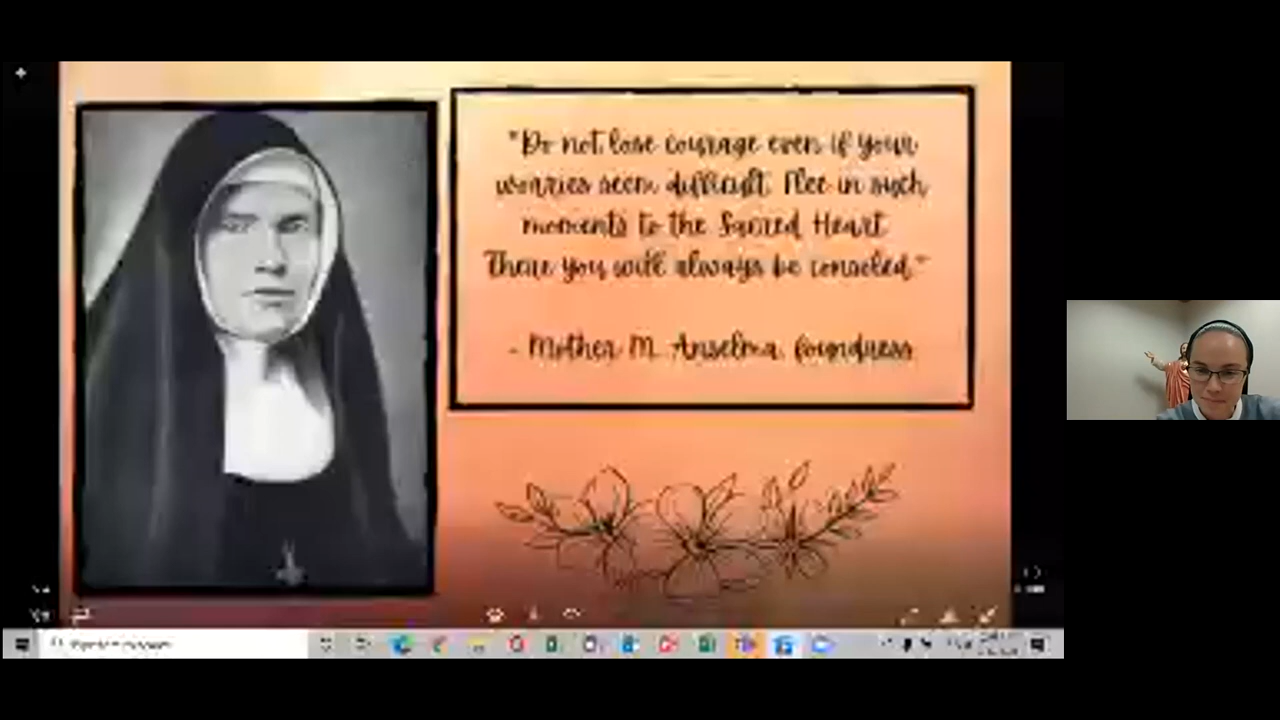 "Do not lose courage even if your
worries seem difficult. Flee in such
moments to the Sacred Heart.
There you will always be consoled."
- Mother M. Anselma, foundress